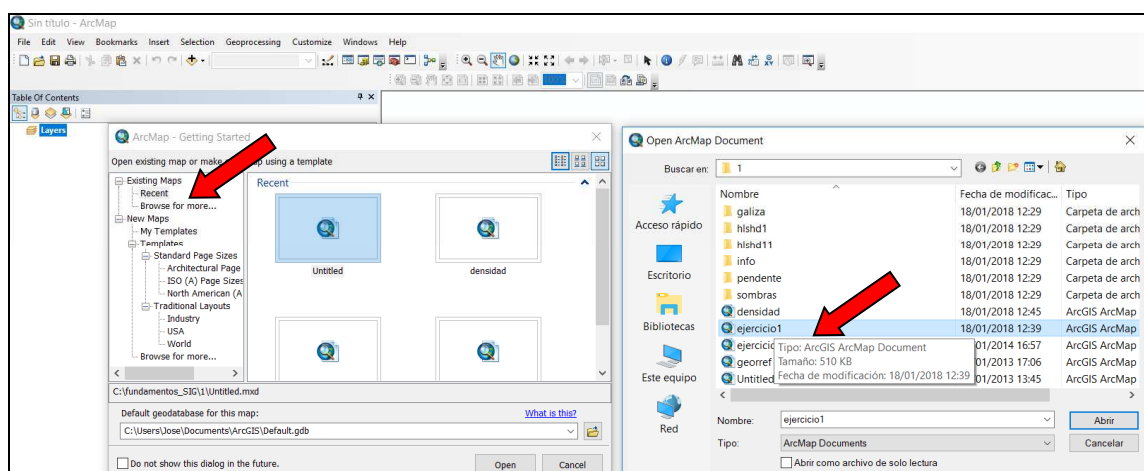 Sin título - ArcMap
File Edit View Bookmarks Insert Selection Geoprocessing Customize Windows Help
Table Of Contents
Layers
ArcMap - Getting Started
Open existing map or make using a template
Existing Maps
Recent
Browse for more...
New Maps
My Templates
Templates
Standard Page Sizes
Architectural Page
ISO (A) Page Sizes
North American (A
Traditional Layouts
Industry
USA
World
Browse for more...
Recent
Untitled
densidad
C:\fundamentos_SIG\1\Untitled.mxd
Default geodatabase for this map:
What is this?
C:\Users\Jose\Documents\ArcGIS\Default.gdb
Do not show this dialog in the future.
Open
Cancel
Open ArcMap Document
Buscar en:
1
Acceso rápido
Escritorio
Bibliotecas
Este equipo
Red
Nombre Fecha de modificac... Tipo
galiza 18/01/2018 12:29 Carpeta de arch
hlshd1 18/01/2018 12:29 Carpeta de arch
hlshd11 18/01/2018 12:29 Carpeta de arch
info 18/01/2018 12:29 Carpeta de arch
pendente 18/01/2018 12:29 Carpeta de arch
sombras 18/01/2018 12:29 Carpeta de arch
densidad 18/01/2018 12:45 ArcGIS ArcMap
ejercicio1 18/01/2018 12:39 ArcGIS ArcMap
ejercicio 01/2014 16:57 ArcGIS ArcMap
georref 01/2013 17:06 ArcGIS ArcMap
Untitled 01/2013 13:45 ArcGIS ArcMap
Tipo: ArcGIS ArcMap Document
Tamaño: 510 KB
Fecha de modificación: 18/01/2018 12:39
Nombre:
ejercicio1
Abrir
Tipo:
ArcMap Documents
Cancelar
Abrir como archivo de solo lectura